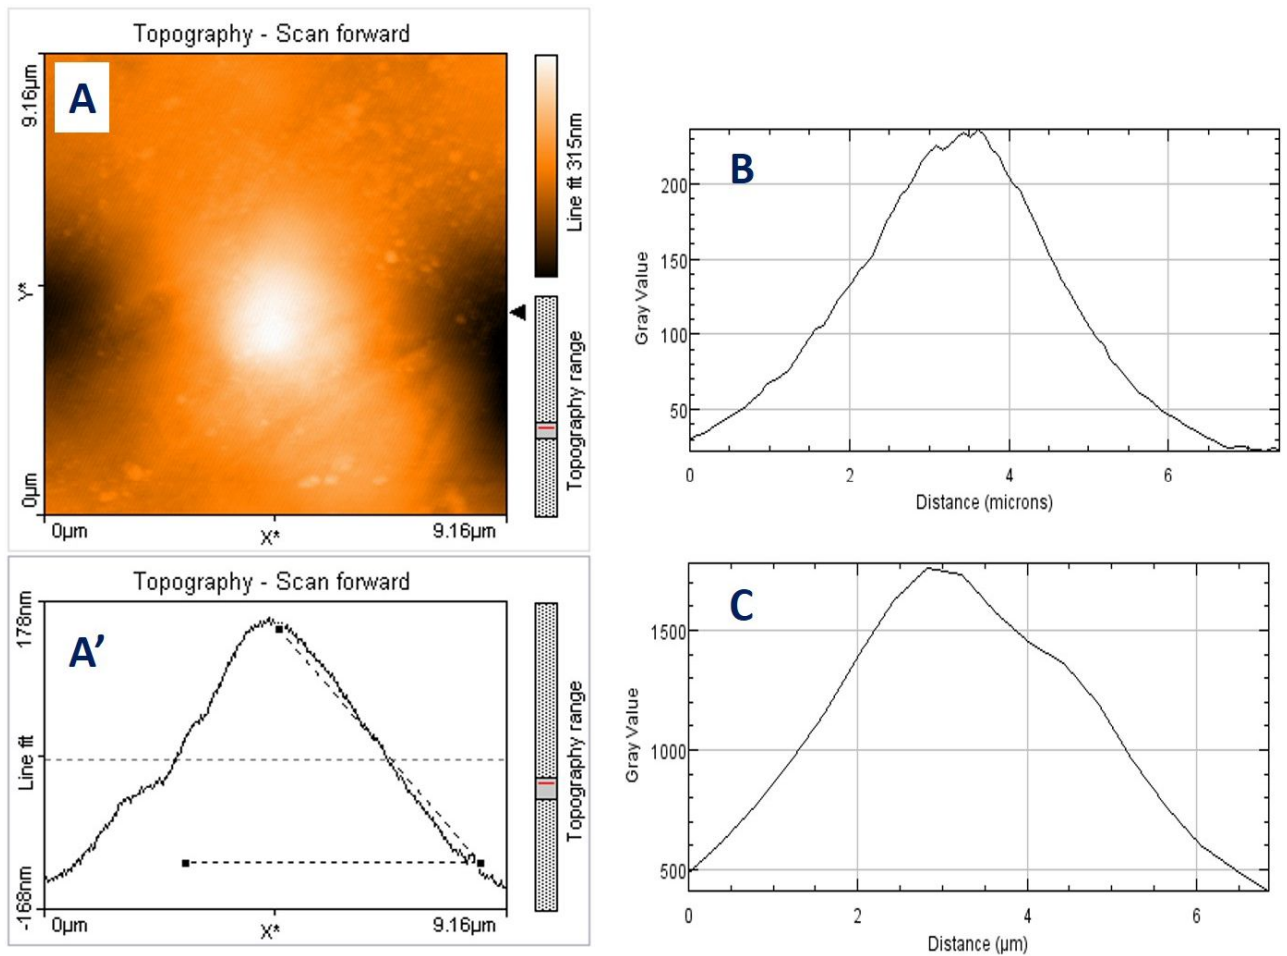 Topography - Scan forward
A
9.16µm
Y*
0µm
0µm
X*
9.16µm
Line fit 315nm
Topography range
Topography - Scan forward
A’
178nm
Line fit
-168nm
0µm
X*
9.16µm
Topography range
B
Gray Value
200
150
100
50
0
2
4
6
Distance (microns)
C
Gray Value
1500
1000
500
0
2
4
6
Distance (µm)